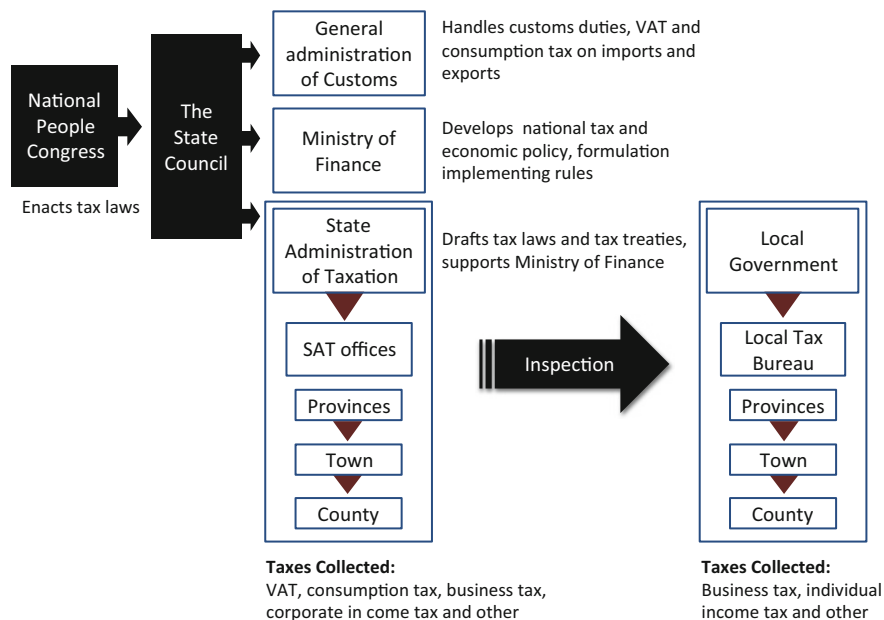 National
People
Congress
Enacts tax laws
The
State
Council
General
administration
of Customs
Handles customs duties, VAT and
consumption tax on imports and
exports
Ministry of
Finance
Develops national tax and
economic policy, formulation
implementing rules
State
Administration
of Taxation
Drafts tax laws and tax treaties,
supports Ministry of Finance
SAT offices
Provinces
Town
County
Inspection
Local
Government
Local Tax
Bureau
Provinces
Town
County
Taxes Collected:
VAT, consumption tax, business tax,
corporate in come tax and other
Taxes Collected:
Business tax, individual
income tax and other